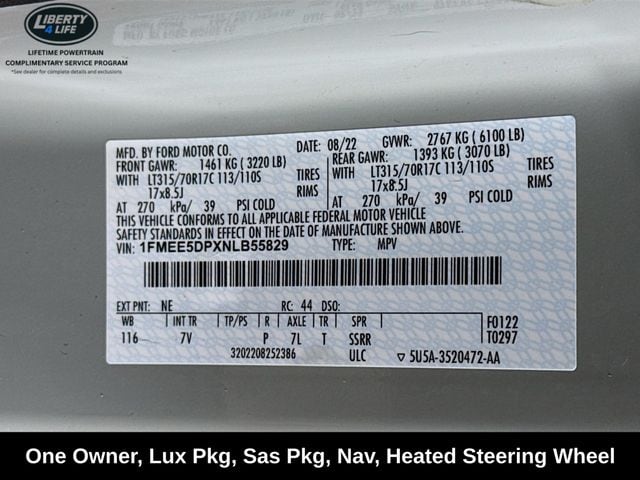 LIBERTY
4 LIFE
LIFETIME POWERTRAIN
COMPLIMENTARY SERVICE PROGRAM
*See dealer for complete details and exclusions
MFD. BY FORD MOTOR CO. DATE: 08/22 GVWR: 2767 KG (6100 LB)
FRONT GAWR: 1461 KG (3220 LB) REAR GAWR: 1393 KG (3070 LB)
WITH LT315/70R17C 113/110S TIRES WITH LT315/70R17C 113/110S TIRES
17x8.5J RIMS 17x8.5J RIMS
AT 270 kPa/ 39 PSI COLD AT 270 kPa/ 39 PSI COLD
THIS VEHICLE CONFORMS TO ALL APPLICABLE FEDERAL MOTOR VEHICLE
SAFETY STANDARDS IN EFFECT ON THE DATE OF MANUFACTURE SHOWN ABOVE.
VIN: 1FMEE5DPXNLB55829 TYPE: MPV
EXT PNT: NE RC: 44 DSO:
WB INT TR TP/PS R AXLE TR SPR F0122
116 7V P 7L T SSRR T0297
3202208252386 ULC ▽ 5U5A-3520472-AA
One Owner, Lux Pkg, Sas Pkg, Nav, Heated Steering Wheel